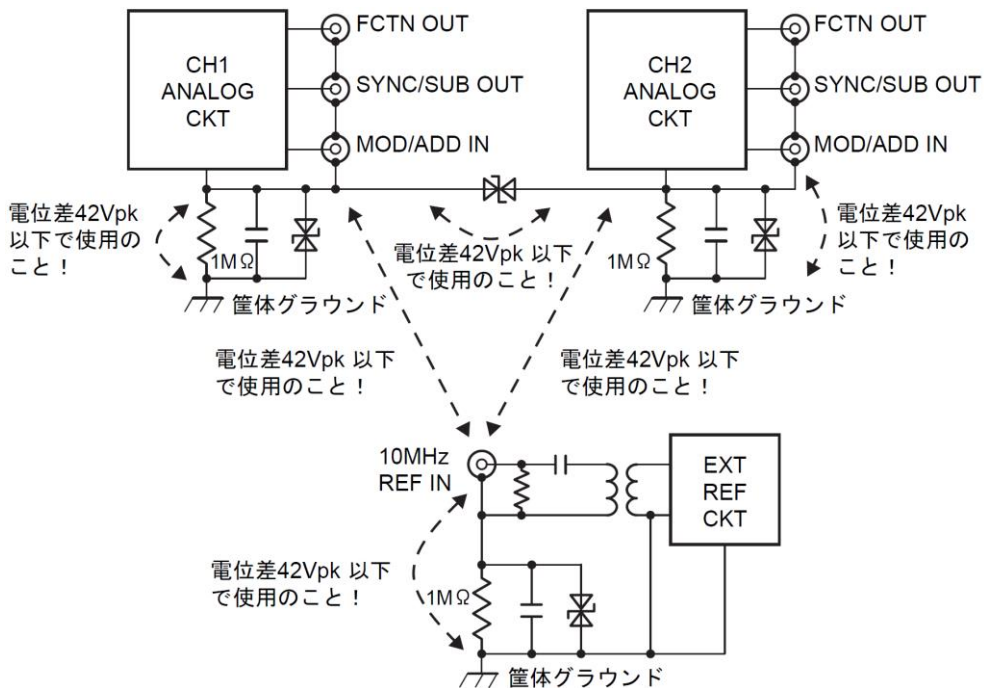 CH1
ANALOG
CKT
FCTN OUT
SYNC/SUB OUT
MOD/ADD IN
CH2
ANALOG
CKT
FCTN OUT
SYNC/SUB OUT
MOD/ADD IN
電位差42Vpk
以下で使用の
こと！
1MΩ
筐体グラウンド
電位差42Vpk 以下
で使用のこと！
1MΩ
筐体グラウンド
電位差42Vpk
以下で使用の
こと！
電位差42Vpk 以下
で使用のこと！
電位差42Vpk 以下
で使用のこと！
10MHz
REF IN
EXT
REF
CKT
電位差42Vpk 以下
で使用のこと！
1MΩ
筐体グラウンド